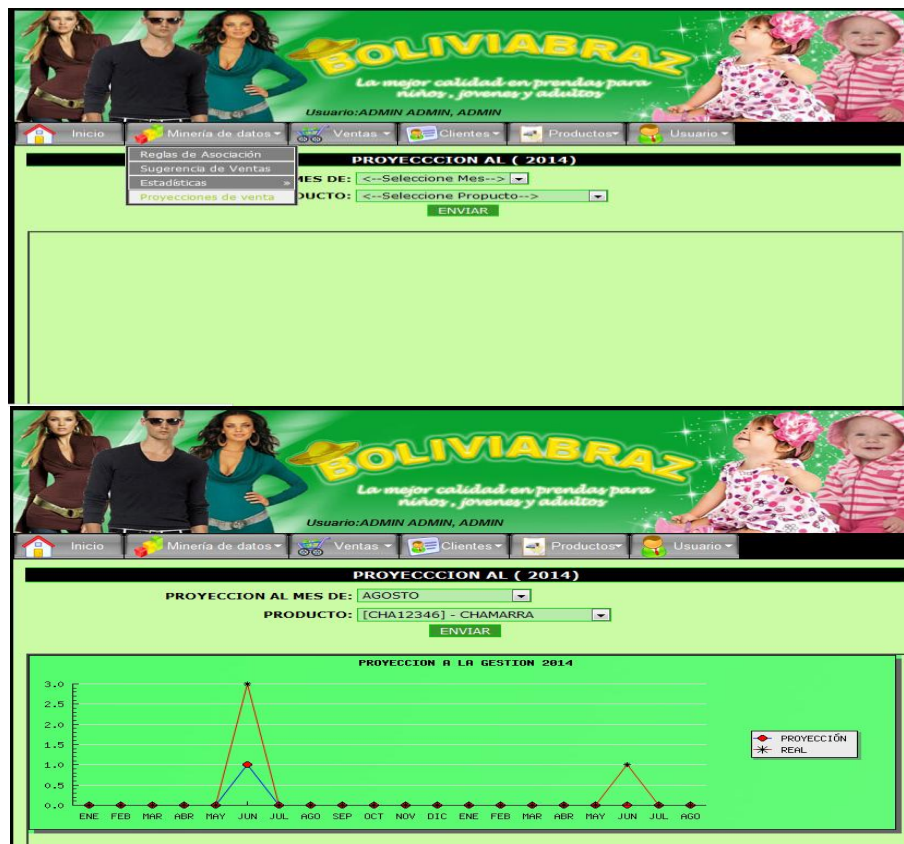 BOLIVIABRAZ
La mejor calidad en prendas para
niños , jovenes y adultos
Usuario:ADMIN ADMIN, ADMIN
Inicio Minería de datos Ventas Clientes Productos Usuario
Reglas de Asociación
Sugerencia de Ventas
Estadísticas »
Proyecciones de venta
PROYECCCION AL ( 2014)
MES DE: <--Seleccione Mes-->
DUCTO: <--Seleccione Propucto-->
ENVIAR
BOLIVIABRAZ
La mejor calidad en prendas para
niños , jovenes y adultos
Usuario:ADMIN ADMIN, ADMIN
Inicio Minería de datos Ventas Clientes Productos Usuario
PROYECCCION AL ( 2014)
PROYECCION AL MES DE: AGOSTO
PRODUCTO: [CHA12346] - CHAMARRA
ENVIAR
PROYECCION A LA GESTION 2014
3.0
2.5
2.0
1.5
1.0
0.5
0.0
ENE FEB MAR ABR MAY JUN JUL AGO SEP OCT NOV DIC ENE FEB MAR ABR MAY JUN JUL AGO
PROYECCIÓN
REAL